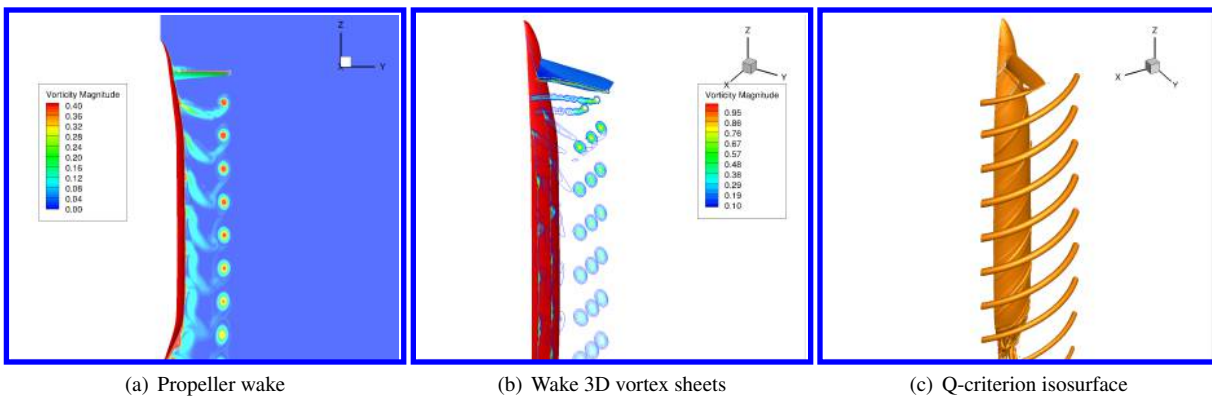 Z
Y
X
Vorticity Magnitude
0.40
0.36
0.32
0.28
0.24
0.20
0.16
0.12
0.08
0.04
0.00
(a) Propeller wake
Z
X
Y
Vorticity Magnitude
0.95
0.86
0.76
0.67
0.57
0.48
0.38
0.29
0.19
0.10
(b) Wake 3D vortex sheets
Z
X
Y
(c) Q-criterion isosurface